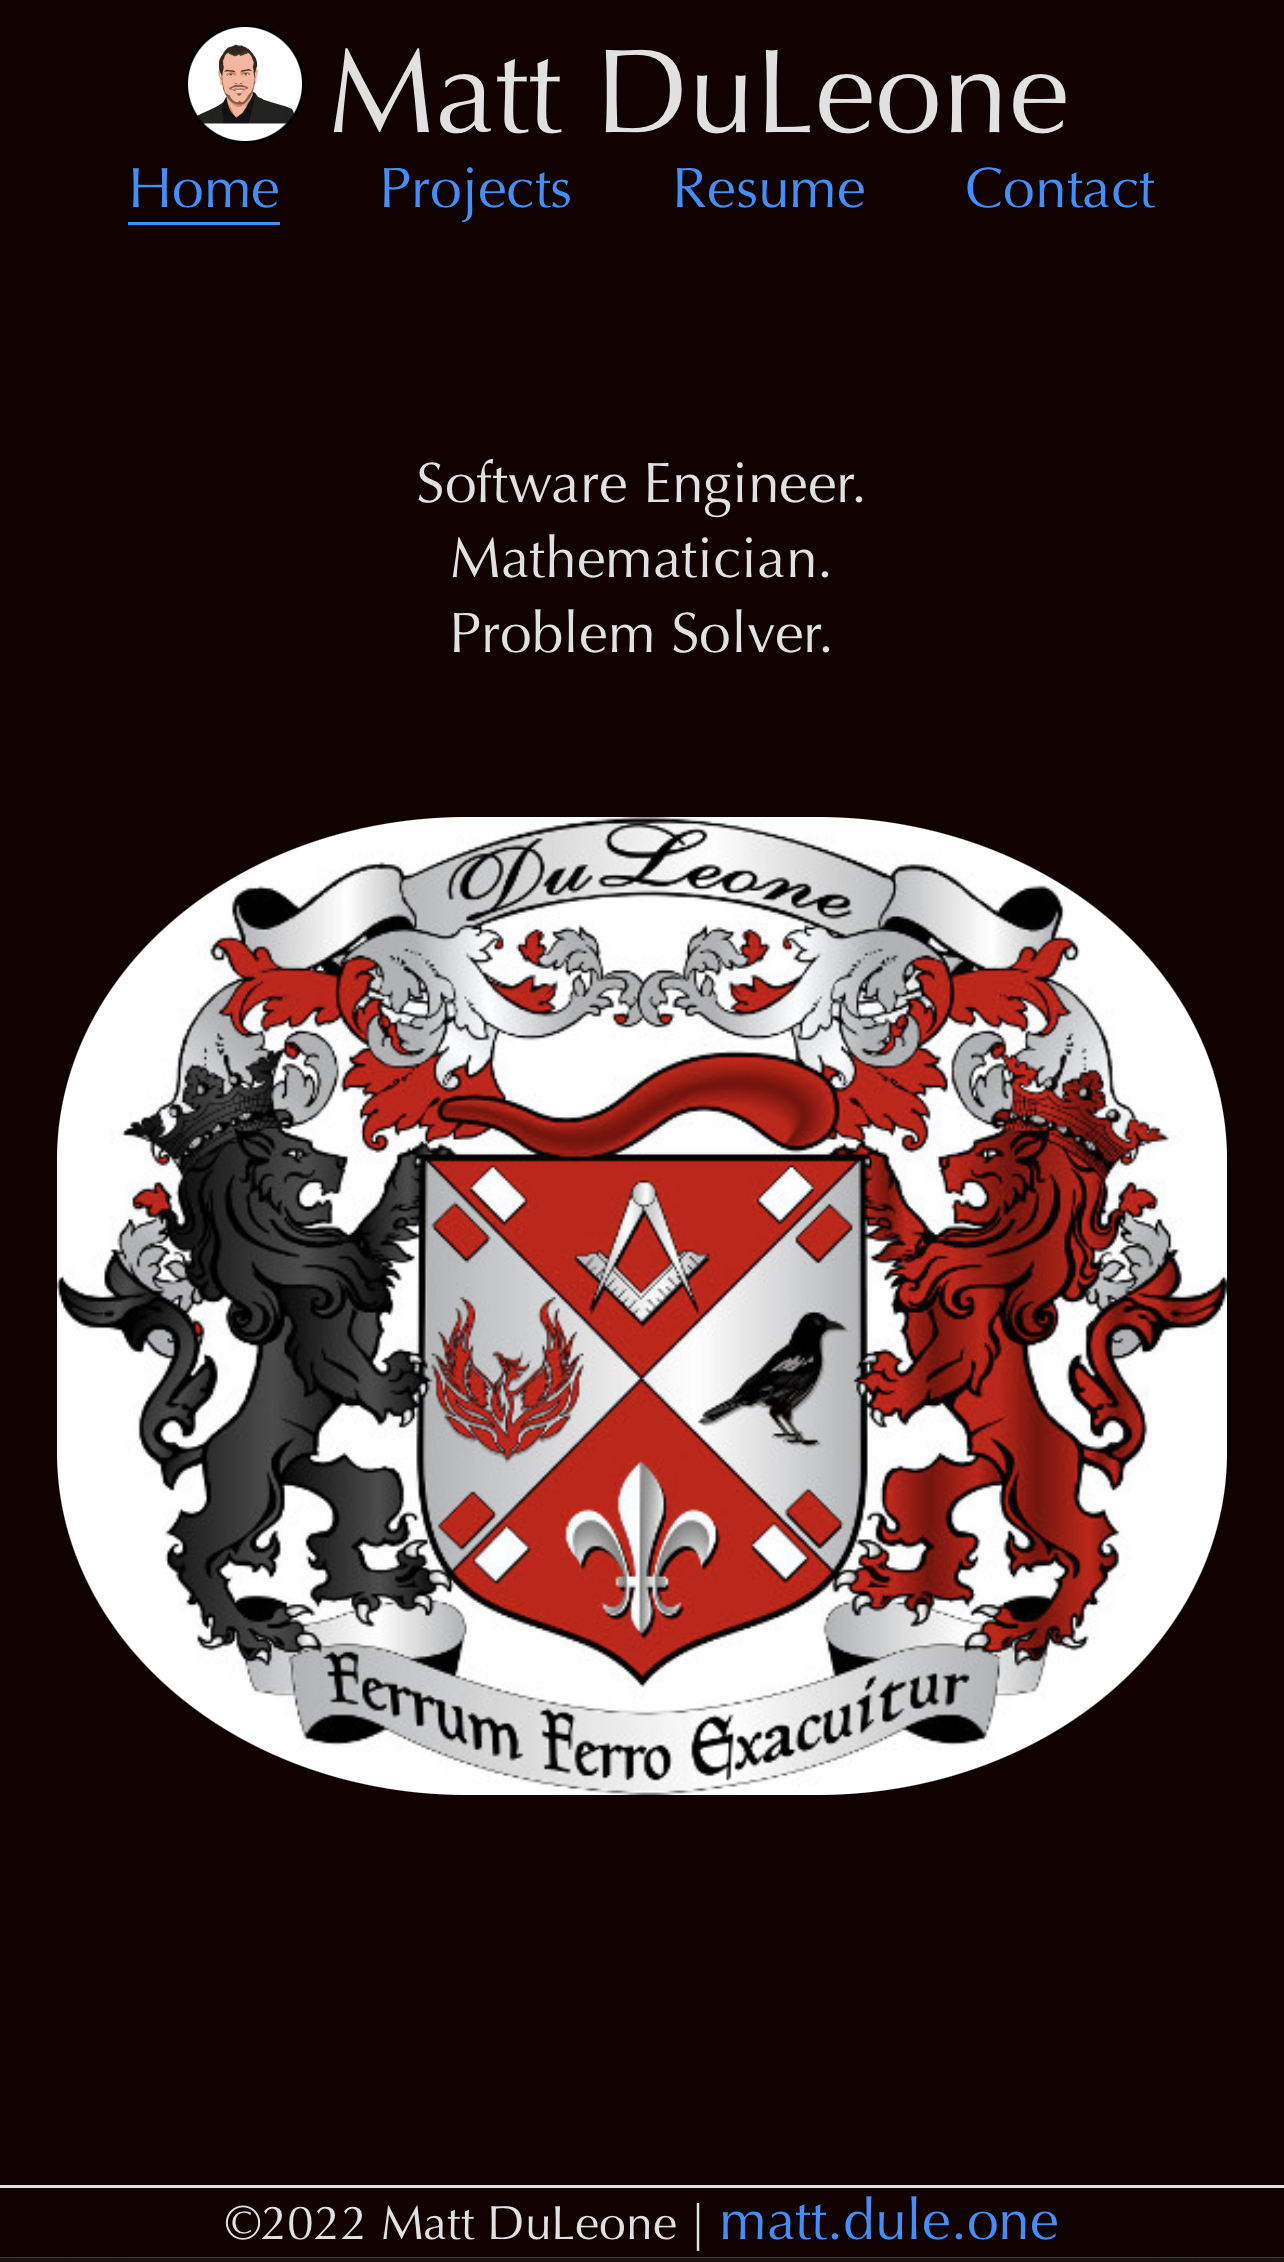 Matt DuLeone
Home Projects Resume Contact
Software Engineer.
Mathematician.
Problem Solver.
DuLeone
Ferrum Ferro Exacuitur
©2022 Matt DuLeone | matt.dule.one